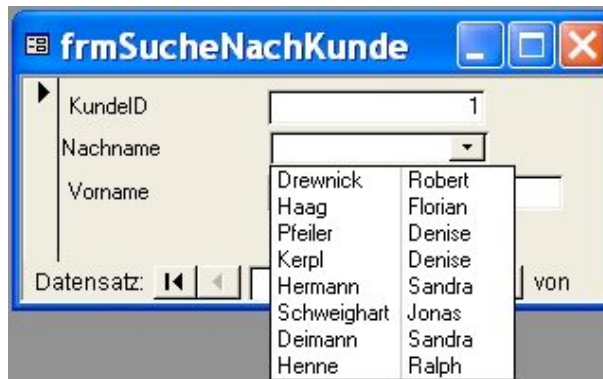 frmSucheNachKunde
KundeID 1
Nachname
Vorname
Drewnick Robert
Haag Florian
Pfeiler Denise
Kerpl Denise
Hermann Sandra
Schweighart Jonas
Deimann Sandra
Henne Ralph
Datensatz: von